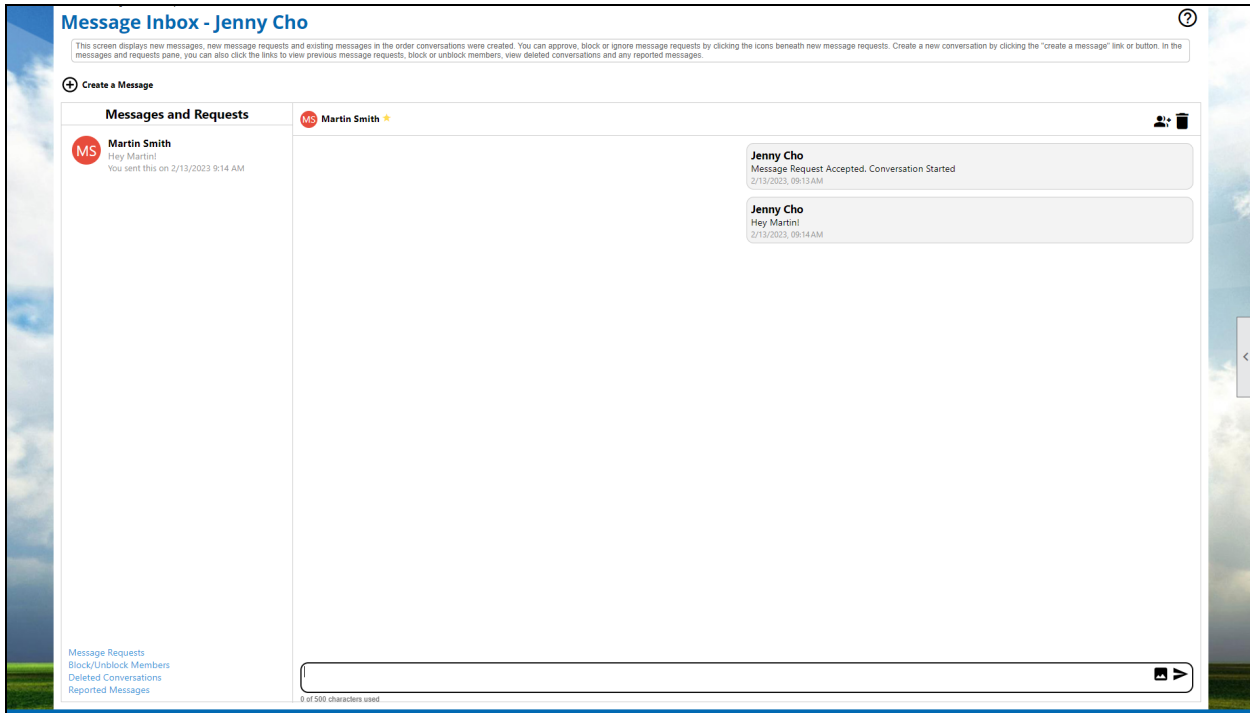 Message Inbox - Jenny Cho
This screen displays new messages, new message requests and existing messages in the order conversations were created. You can approve, block or ignore message requests by clicking the icons beneath new message requests. Create a new conversation by clicking the "create a message" link or button. In the
messages and requests pane, you can also click the links to view previous message requests, block or unblock members, view deleted conversations and any reported messages.
Create a Message
Messages and Requests
MS
Martin Smith
Hey Martin!
You sent this on 2/13/2023 9:14 AM
MS Martin Smith
Jenny Cho
Message Request Accepted. Conversation Started
2/13/2023, 09:13 AM
Jenny Cho
Hey Martin!
2/13/2023, 09:14 AM
Message Requests
Block/Unblock Members
Deleted Conversations
Reported Messages
0 of 500 characters used